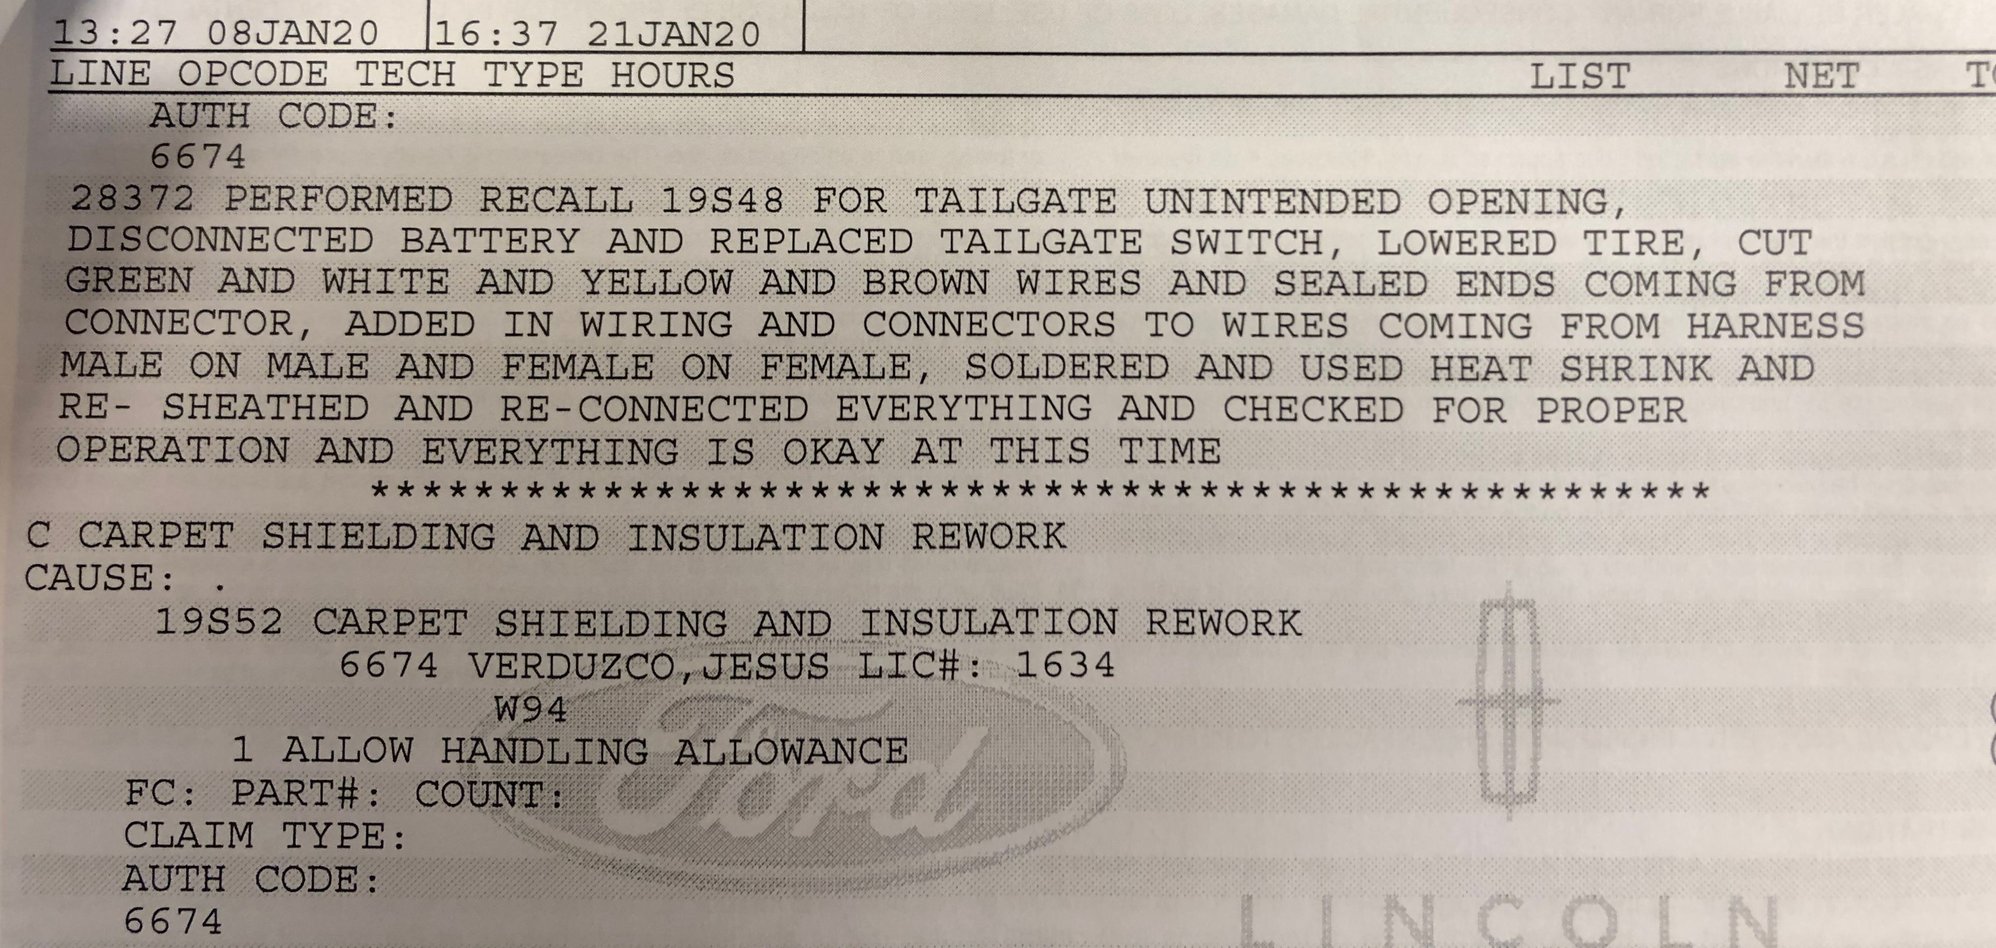 13:27 08JAN20 16:37 21JAN20
LINE OPCODE TECH TYPE HOURS LIST NET
AUTH CODE:
6674
28372 PERFORMED RECALL 19S48 FOR TAILGATE UNINTENDED OPENING,
DISCONNECTED BATTERY AND REPLACED TAILGATE SWITCH, LOWERED TIRE, CUT
GREEN AND WHITE AND YELLOW AND BROWN WIRES AND SEALED ENDS COMING FROM
CONNECTOR, ADDED IN WIRING AND CONNECTORS TO WIRES COMING FROM HARNESS
MALE ON MALE AND FEMALE ON FEMALE, SOLDERED AND USED HEAT SHRINK AND
RE- SHEATHED AND RE-CONNECTED EVERYTHING AND CHECKED FOR PROPER
OPERATION AND EVERYTHING IS OKAY AT THIS TIME
****************************************************
C CARPET SHIELDING AND INSULATION REWORK
CAUSE: .
19S52 CARPET SHIELDING AND INSULATION REWORK
6674 VERDUZCO,JESUS LIC#: 1634
W94
1 ALLOW HANDLING ALLOWANCE
Ford
FC: PART#: COUNT:
CLAIM TYPE:
AUTH CODE:
6674
LINCOLN